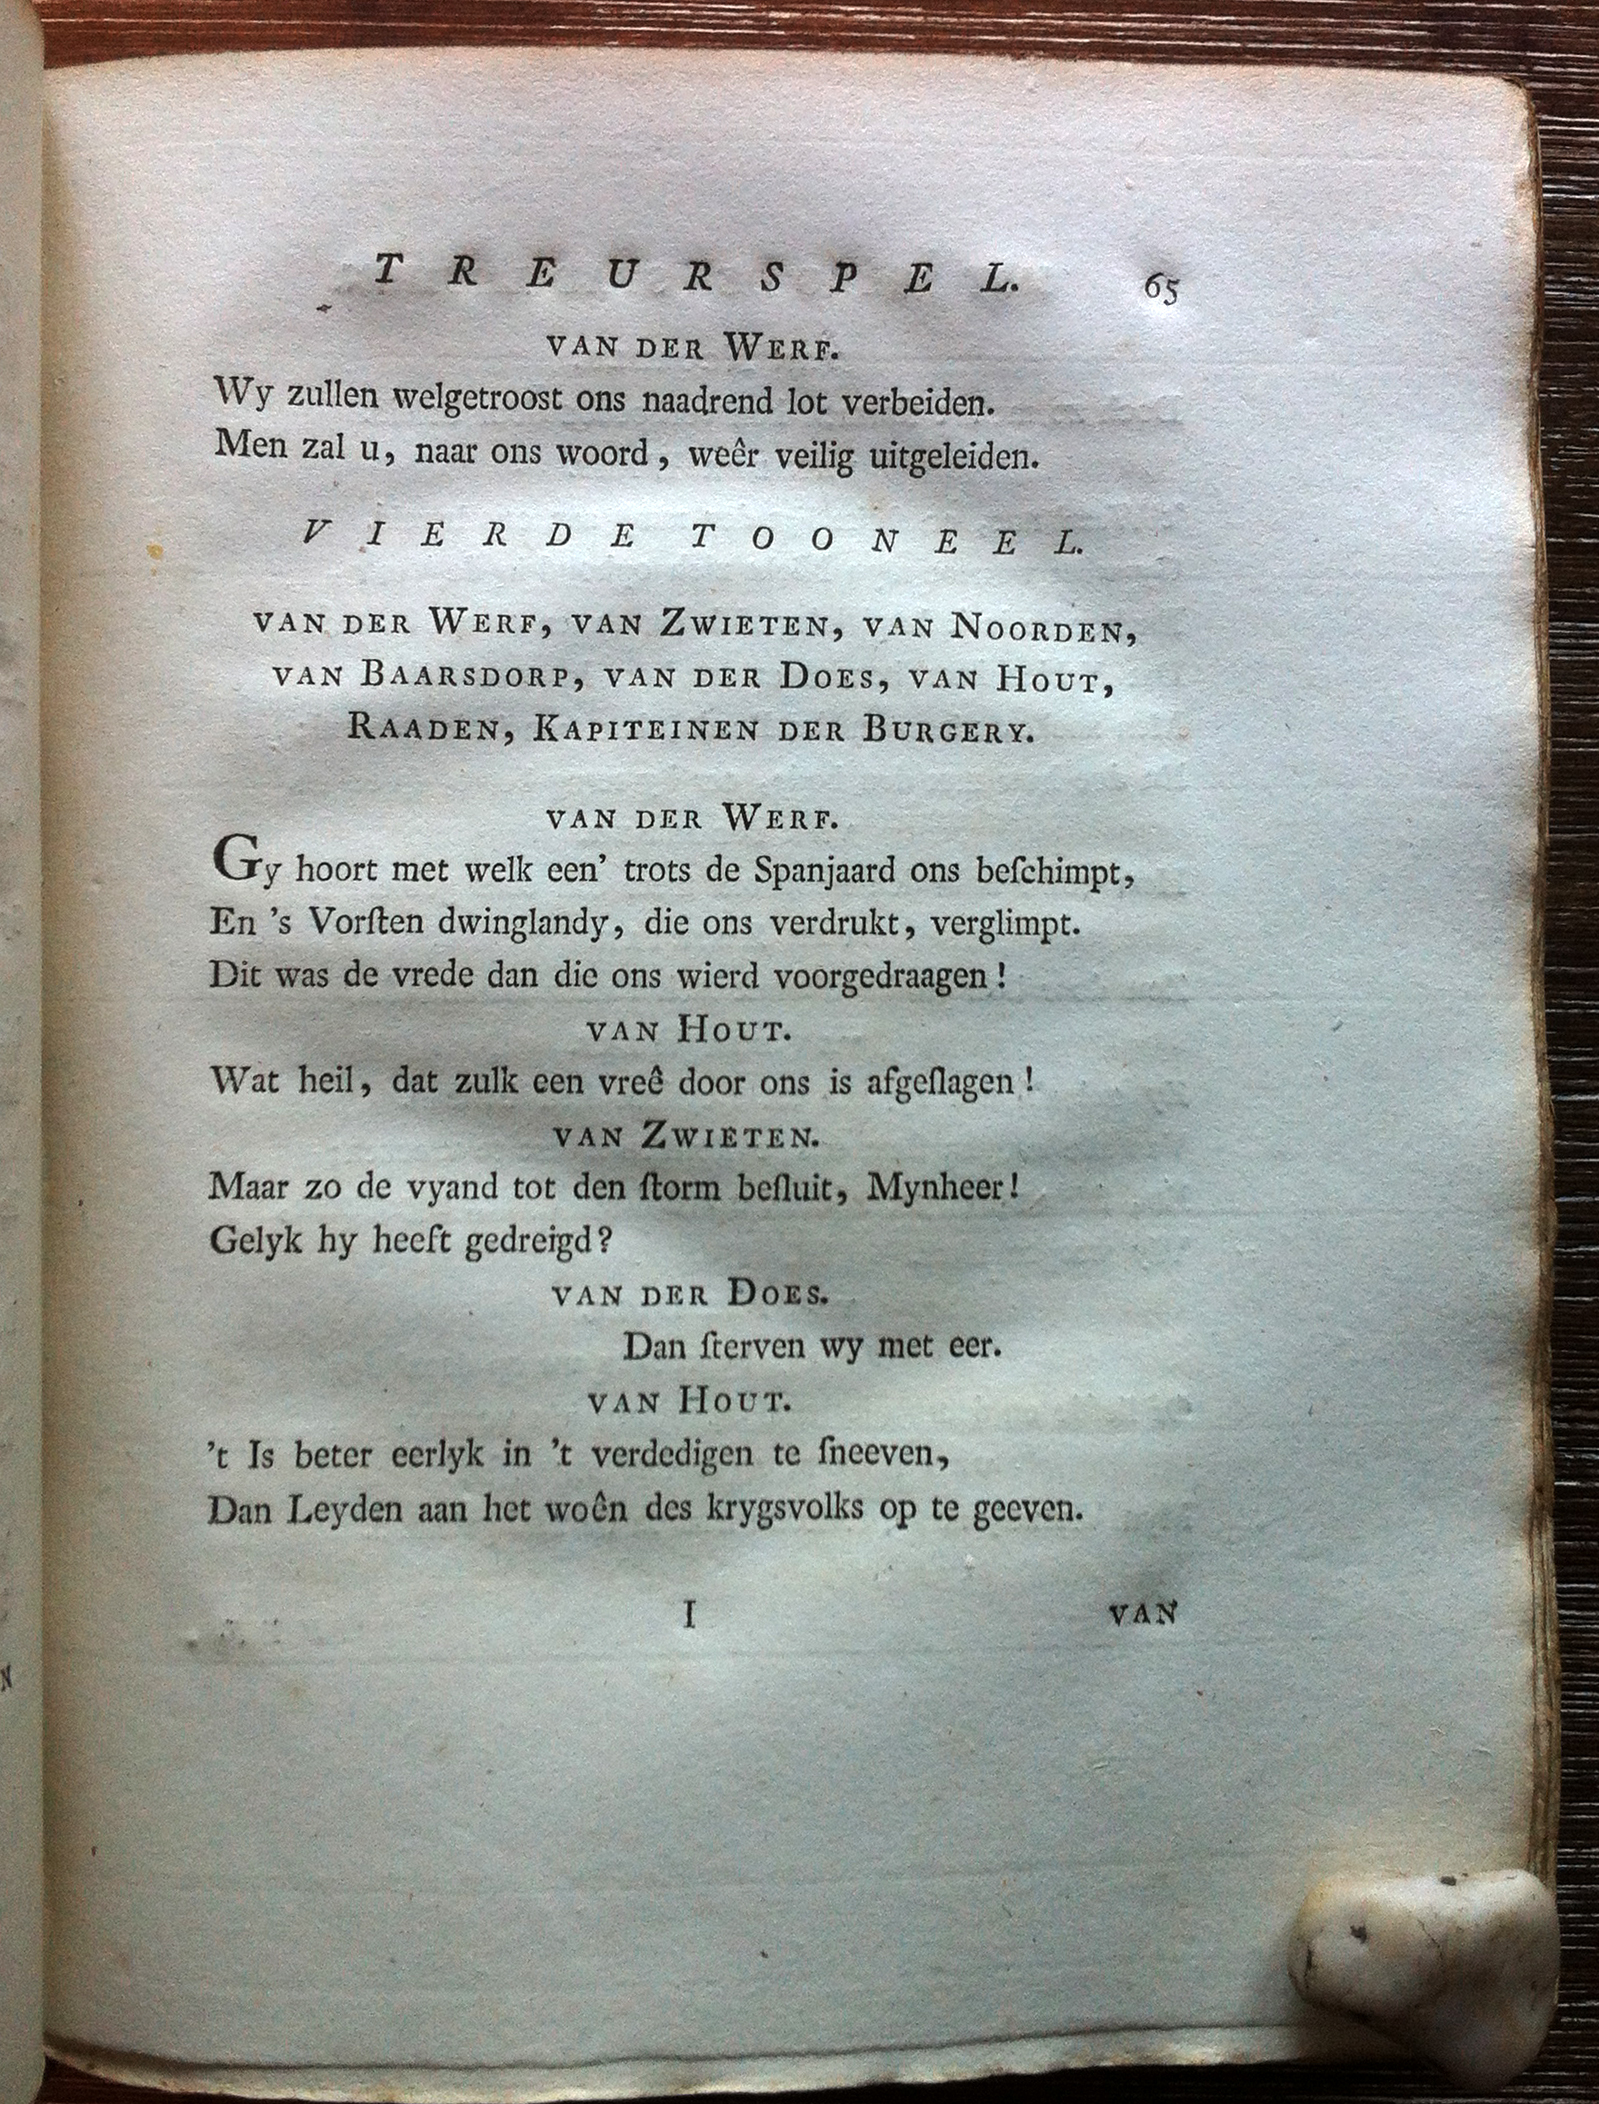 TREURSPEL. 65
VAN DER WERF.
Wy zullen welgetroost ons naadrend lot verbeiden.
Men zal u, naar ons woord, weêr veilig uitgeleiden.
VIERDE TOONEEL.
VAN DER WERF, VAN ZWIETEN, VAN NOORDEN,
VAN BAARSDORP, VAN DER DOES, VAN HOUT,
RAADEN, KAPITEINEN DER BURGERY.
VAN DER WERF.
Gy hoort met welk een’ trots de Spanjaard ons beſchimpt,
En ’s Vorſten dwinglandy, die ons verdrukt, verglimpt.
Dit was de vrede dan die ons wierd voorgedraagen!
VAN HOUT.
Wat heil, dat zulk een vreê door ons is afgeſlagen!
VAN ZWIETEN.
Maar zo de vyand tot den ſtorm beſluit, Mynheer!
Gelyk hy heeft gedreigd?
VAN DER DOES.
Dan ſterven wy met eer.
VAN HOUT.
’t Is beter eerlyk in ’t verdedigen te ſneeven,
Dan Leyden aan het woên des krygsvolks op te geeven.
I VAN
N